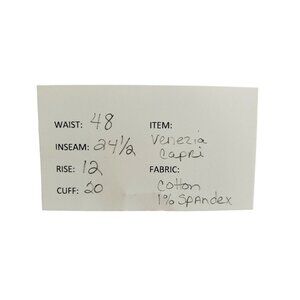 WAIST: 48
INSEAM: 24½
RISE: 12
CUFF: 20
ITEM:
Venezia
Capri
FABRIC:
Cotton
1% Spandex